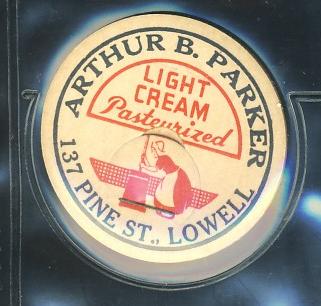 ARTHUR B. PARKER
LIGHT
CREAM
Pasteurized
137 PINE ST., LOWELL